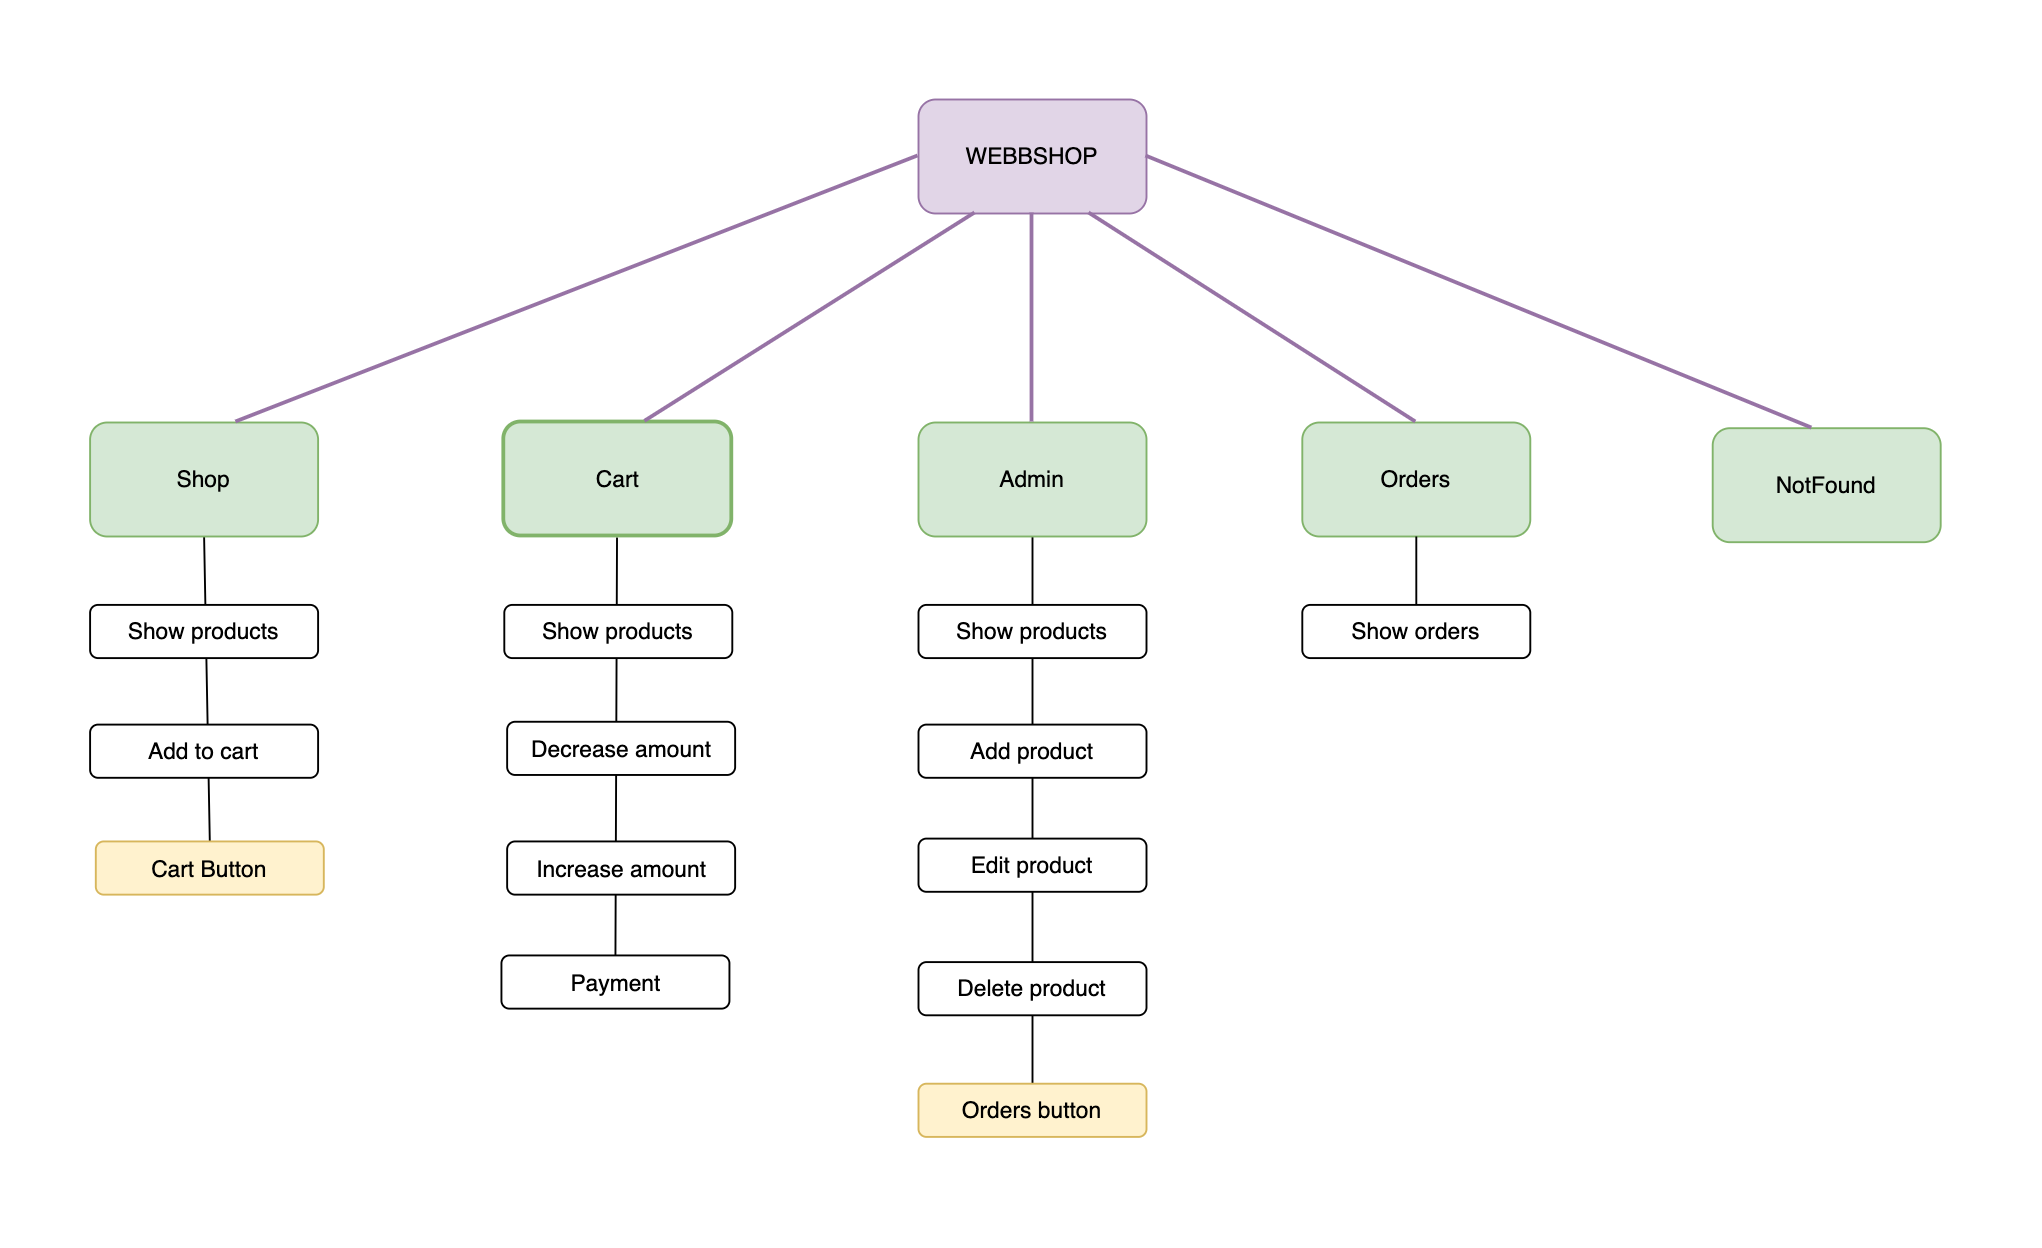 WEBBSHOP
Shop
Cart
Admin
Orders
NotFound
Show products
Show products
Show products
Show orders
Add to cart
Decrease amount
Add product
Cart Button
Increase amount
Edit product
Payment
Delete product
Orders button